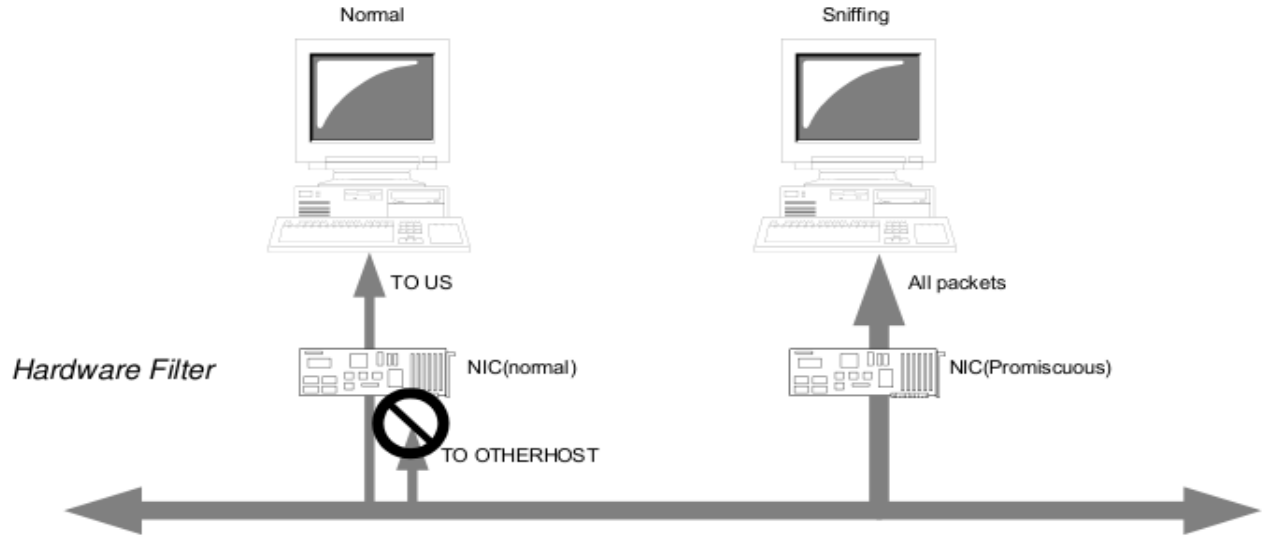 Normal
Sniffing
TO US
All packets
Hardware Filter
NIC(normal)
NIC(Promiscuous)
TO OTHERHOST